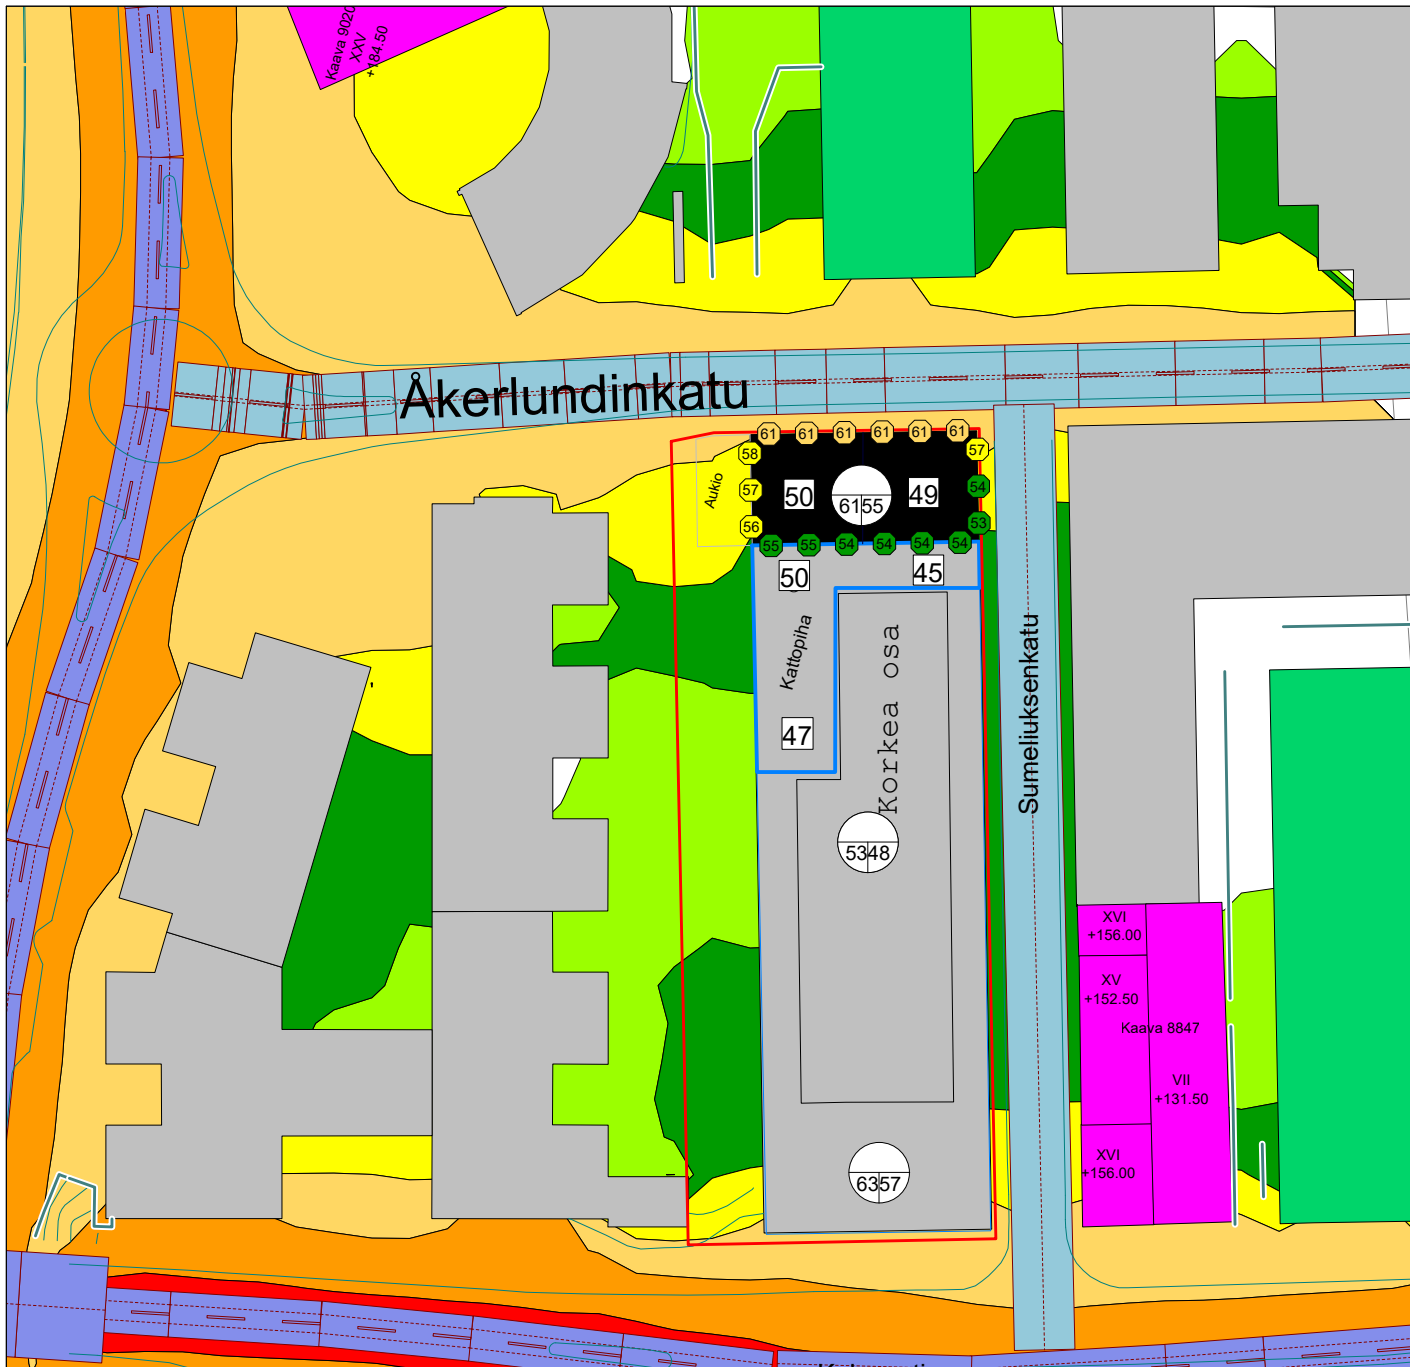 Kaava 9020
XXV
+184.50
Åkerlundinkatu
61 61 61 61 61 61
58 57
Aukio 57 50 6155 49 54
56 53
55 55 54 54 54 54
50 45
Kattopiha
Korkea osa
47
Sumeliuksenkatu
5348
XVI
+156.00
XV
+152.50
Kaava 8847
VII
+131.50
XVI
+156.00
6357